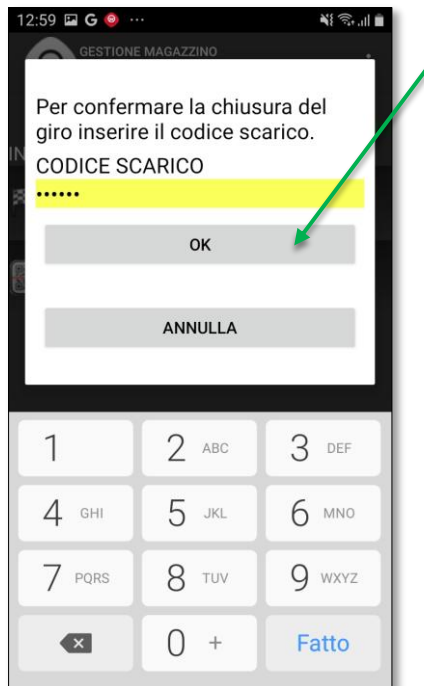 12:59 G ...
GESTIONE MAGAZZINO
Per confermare la chiusura del
giro inserire il codice scarico.
IN
CODICE SCARICO
••••••
OK
ANNULLA
1
2 ABC
3 DEF
4 GHI
5 JKL
6 MNO
7 PQRS
8 TUV
9 WXYZ
0 +
Fatto